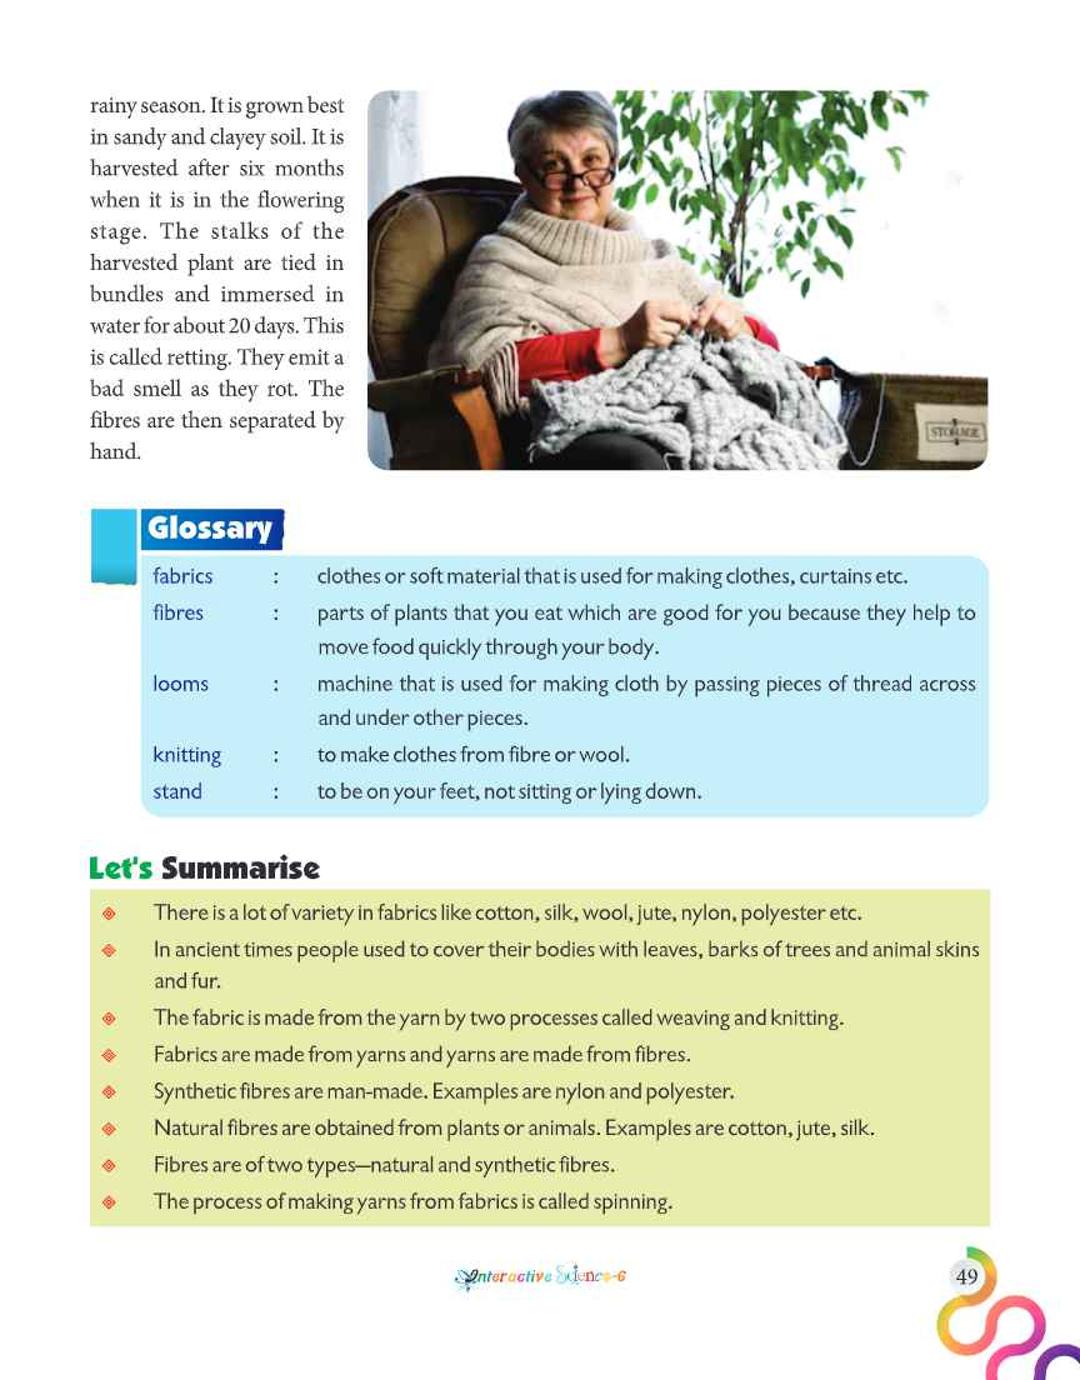 rainy season. It is grown best
in sandy and clayey soil. It is
harvested after six months
when it is in the flowering
stage. The stalks of the
harvested plant are tied in
bundles and immersed in
water for about 20 days. This
is called retting. They emit a
bad smell as they rot. The
fibres are then separated by
hand.
STORAGE
Glossary
fabrics : clothes or soft material that is used for making clothes, curtains etc.
fibres : parts of plants that you eat which are good for you because they help to
move food quickly through your body.
looms : machine that is used for making cloth by passing pieces of thread across
and under other pieces.
knitting : to make clothes from fibre or wool.
stand : to be on your feet, not sitting or lying down.
Let's Summarise
There is a lot of variety in fabrics like cotton, silk, wool, jute, nylon, polyester etc.
In ancient times people used to cover their bodies with leaves, barks of trees and animal skins
and fur.
The fabric is made from the yarn by two processes called weaving and knitting.
Fabrics are made from yarns and yarns are made from fibres.
Synthetic fibres are man-made. Examples are nylon and polyester.
Natural fibres are obtained from plants or animals. Examples are cotton, jute, silk.
Fibres are of two types—natural and synthetic fibres.
The process of making yarns from fabrics is called spinning.
Interactive Science-6
49